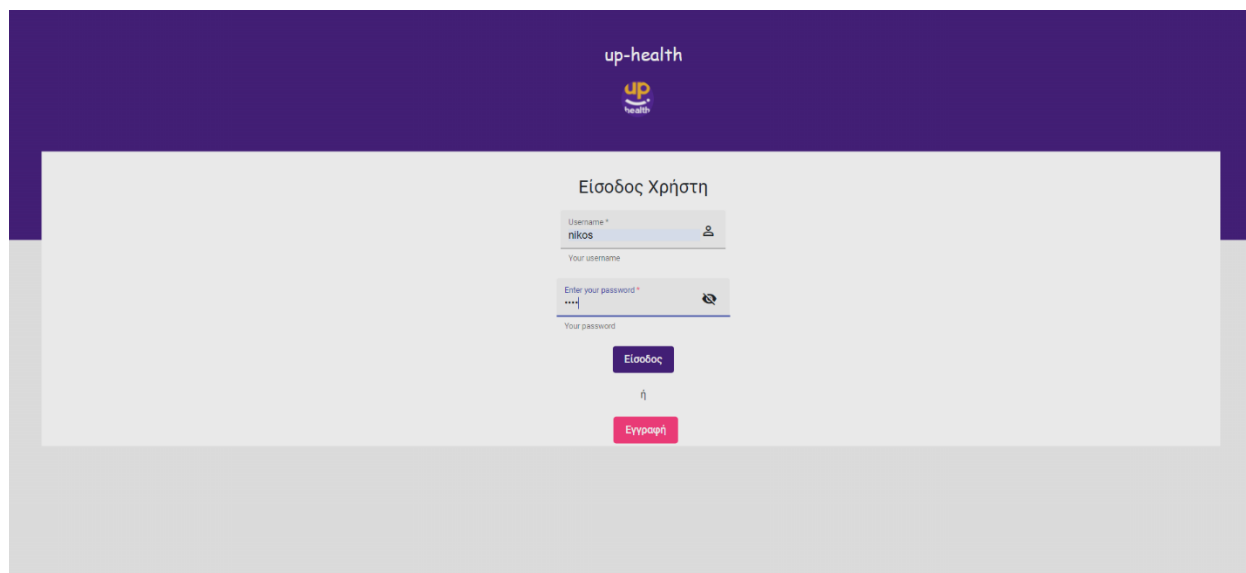 up-health
up
health
Είσοδος Χρήστη
Username *
nikos
Your username
Enter your password *
••••
Your password
Είσοδος
ή
Εγγραφή